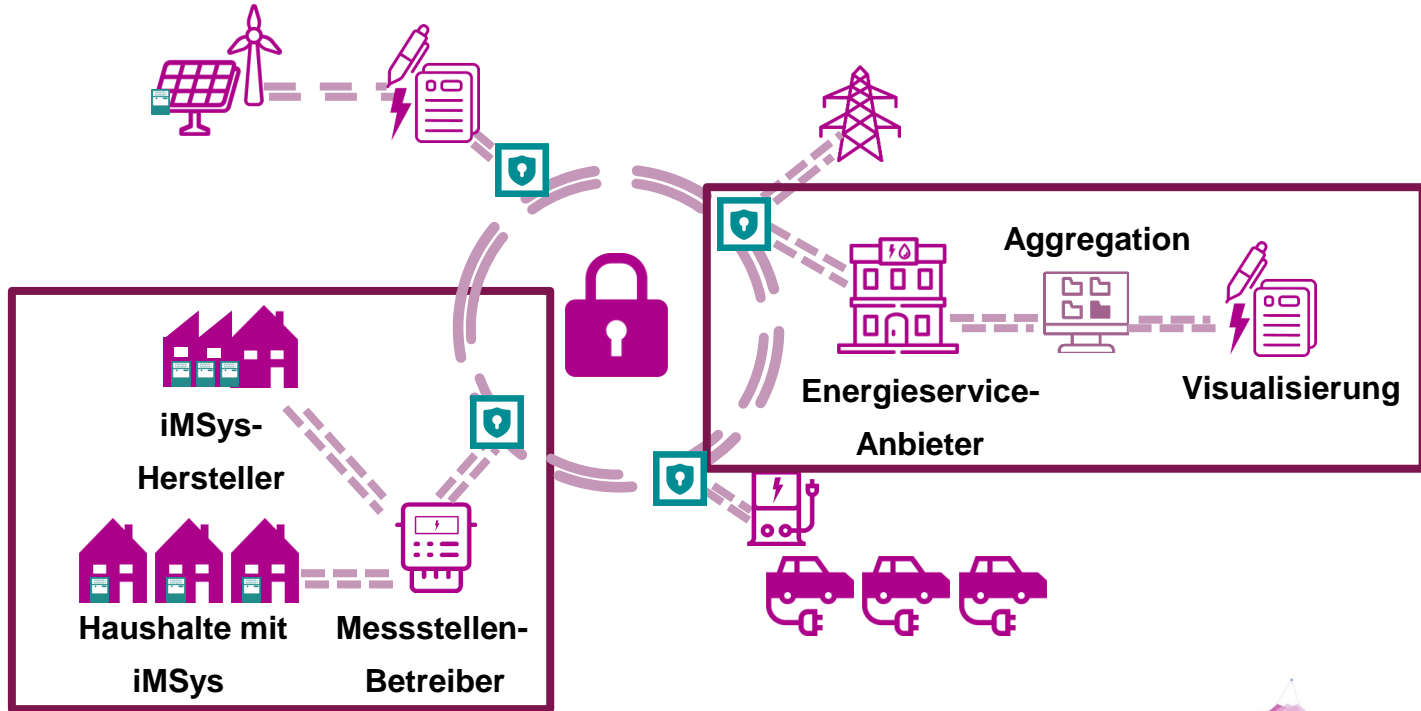 Aggregation
Energieservice-
Anbieter
Visualisierung
iMSys-
Hersteller
Haushalte mit
iMSys
Messstellen-
Betreiber